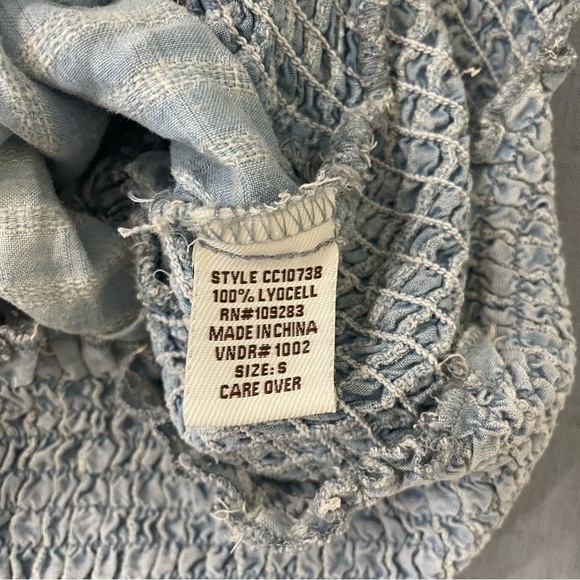 STYLE CC10738
100% LYOCELL
RN#109283
MADE IN CHINA
VNDR# 1002
SIZE: S
CARE OVER